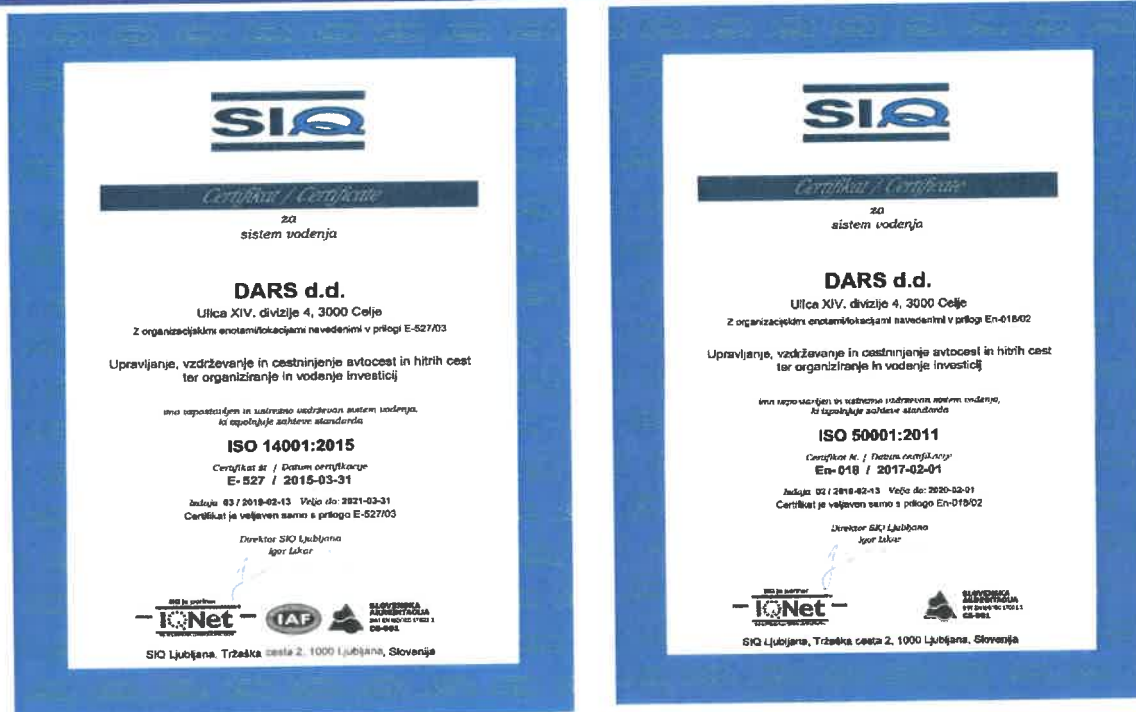 SIQ
Certifikat / Certificate
za
sistem vodenja
DARS d.d.
Ulica XIV. divizije 4, 3000 Celje
Z organizacijskimi enotami/lokacijami navedenimi v prilogi E-527/03
Upravljanje, vzdrževanje in cestninjenje avtocest in hitrih cest
ter organiziranje in vodenje investicij
ima vzpostavljen in ustrezno vzdrževan sistem vodenja,
ki izpolnjuje zahteve standarda
ISO 14001:2015
Certifikat št. / Datum certifikacije
E-527 / 2015-03-31
Izdaja 03 / 2019-02-13 Velja do: 2021-03-31
Certifikat je veljaven samo s prilogo E-527/03
Direktor SIQ Ljubljana
Igor Likar
SIQ je partner
IQNet
IAF
SLOVENSKA
AKREDITACIJA
SIQ Ljubljana, Tržaška cesta 2, 1000 Ljubljana, Slovenija
SIQ
Certifikat / Certificate
za
sistem vodenja
DARS d.d.
Ulica XIV. divizije 4, 3000 Celje
Z organizacijskimi enotami/lokacijami navedenimi v prilogi En-018/02
Upravljanje, vzdrževanje in cestninjenje avtocest in hitrih cest
ter organiziranje in vodenje investicij
ima vzpostavljen in ustrezno vzdrževan sistem vodenja,
ki izpolnjuje zahteve standarda
ISO 50001:2011
Certifikat št. / Datum certifikacije
En-018 / 2017-02-01
Izdaja 02 / 2019-02-13 Velja do: 2020-02-01
Certifikat je veljaven samo s prilogo En-018/02
Direktor SIQ Ljubljana
Igor Likar
SIQ je partner
IQNet
SLOVENSKA
AKREDITACIJA
SIQ Ljubljana, Tržaška cesta 2, 1000 Ljubljana, Slovenija